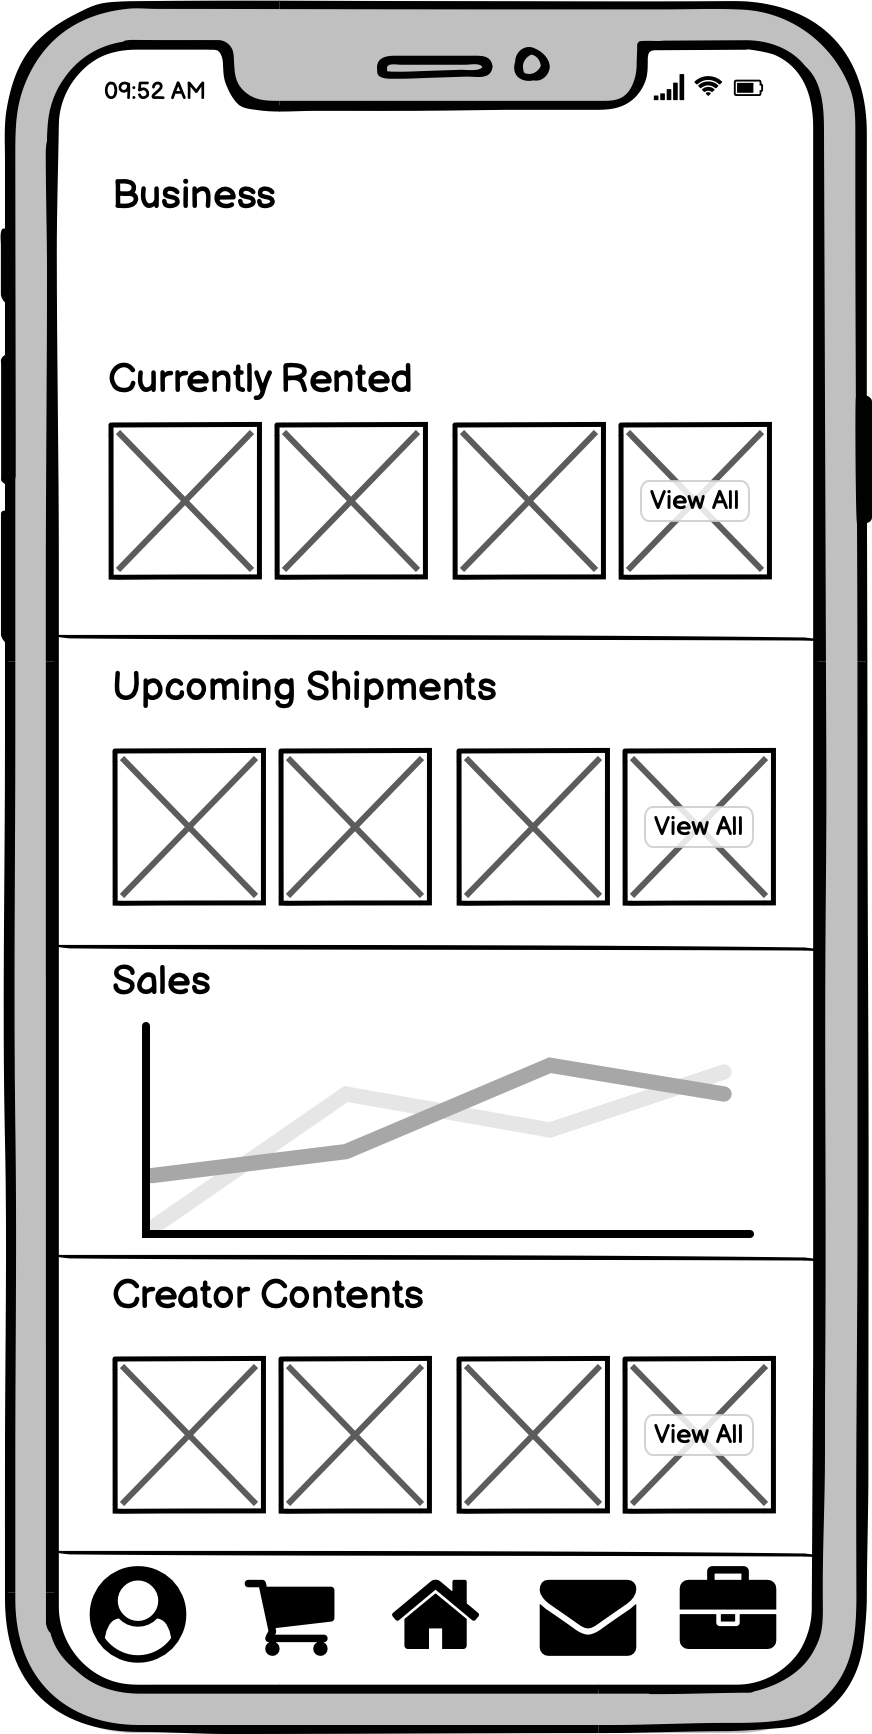 09:52 AM
Business
Currently Rented
View All
Upcoming Shipments
View All
Sales
Creator Contents
View All